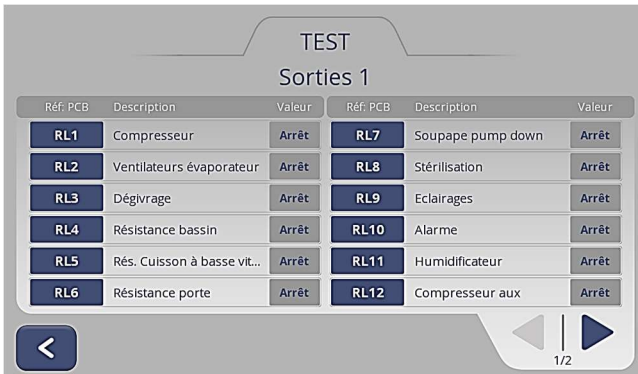 TEST
Sorties 1
Réf: PCB Description Valeur Réf: PCB Description Valeur
RL1 Compresseur Arrêt RL7 Soupape pump down Arrêt
RL2 Ventilateurs évaporateur Arrêt RL8 Stérilisation Arrêt
RL3 Dégivrage Arrêt RL9 Eclairages Arrêt
RL4 Résistance bassin Arrêt RL10 Alarme Arrêt
RL5 Rés. Cuisson à basse vit... Arrêt RL11 Humidificateur Arrêt
RL6 Résistance porte Arrêt RL12 Compresseur aux Arrêt
1/2